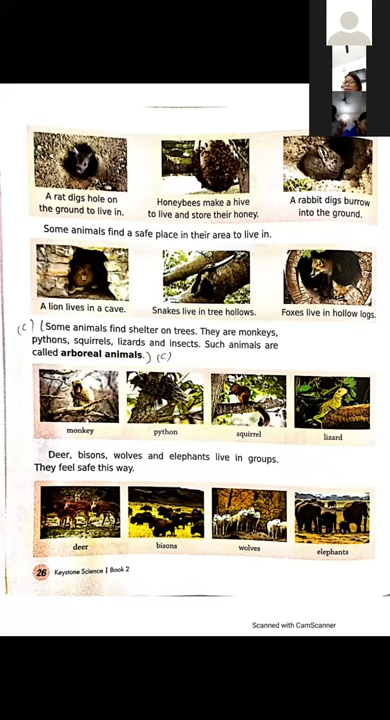 A rat digs hole on
the ground to live in.
Honeybees make a hive
to live and store their honey.
A rabbit digs burrow
into the ground.
Some animals find a safe place in their area to live in.
A lion lives in a cave.
Snakes live in tree hollows.
Foxes live in hollow logs.
(C) (Some animals find shelter on trees. They are monkeys,
pythons, squirrels, lizards and insects. Such animals are
called arboreal animals.) (C)
monkey
python
squirrel
lizard
Deer, bisons, wolves and elephants live in groups.
They feel safe this way.
deer
bisons
wolves
elephants
26 Keystone Science | Book 2
Scanned with CamScanner